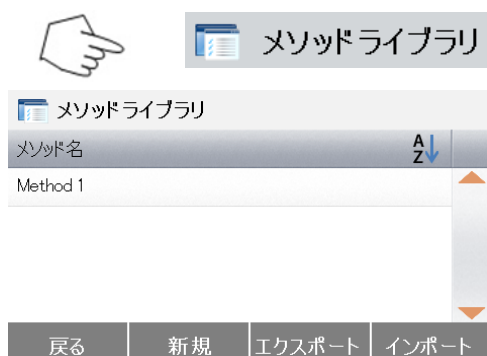 メソッドライブラリ
メソッドライブラリ
メソッド名 AZ
Method 1
戻る 新規 エクスポート インポート